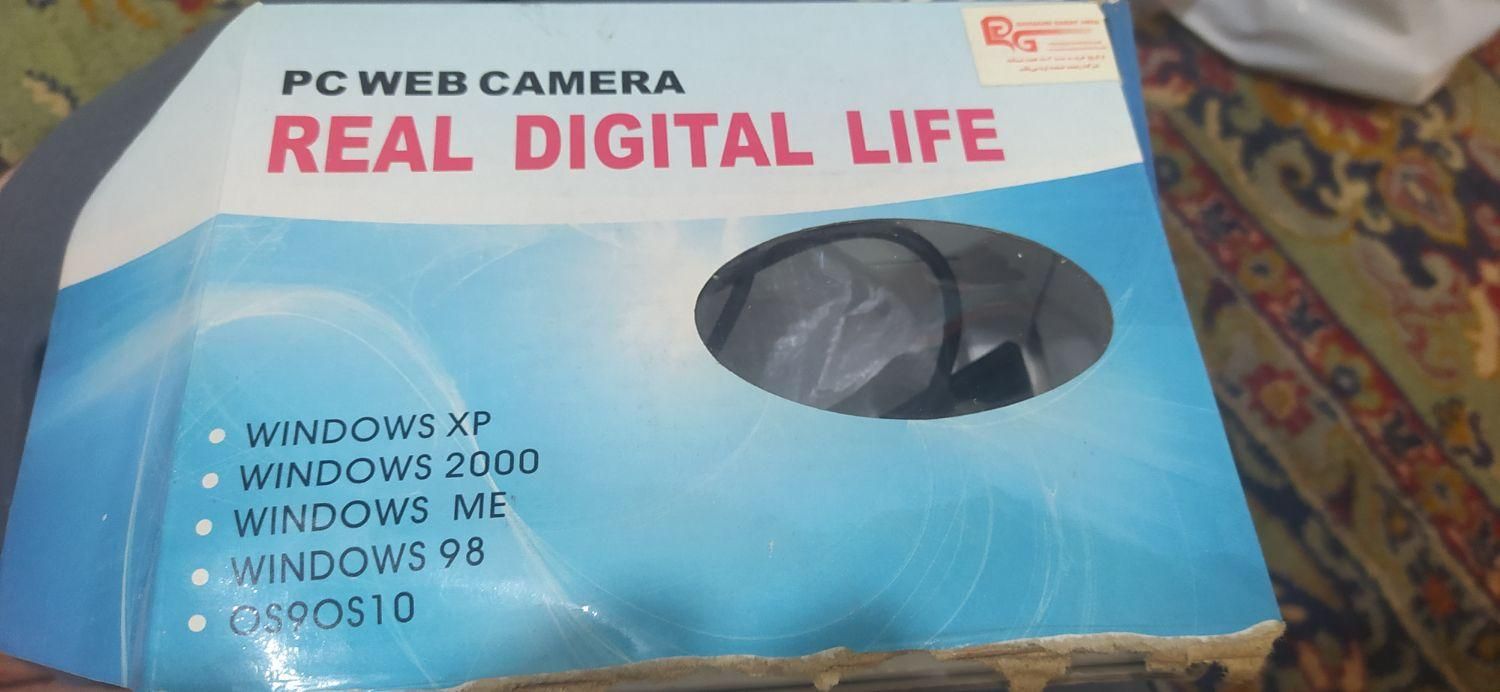 PC WEB CAMERA
REAL DIGITAL LIFE
WINDOWS XP
WINDOWS 2000
WINDOWS ME
WINDOWS 98
OS9OS10